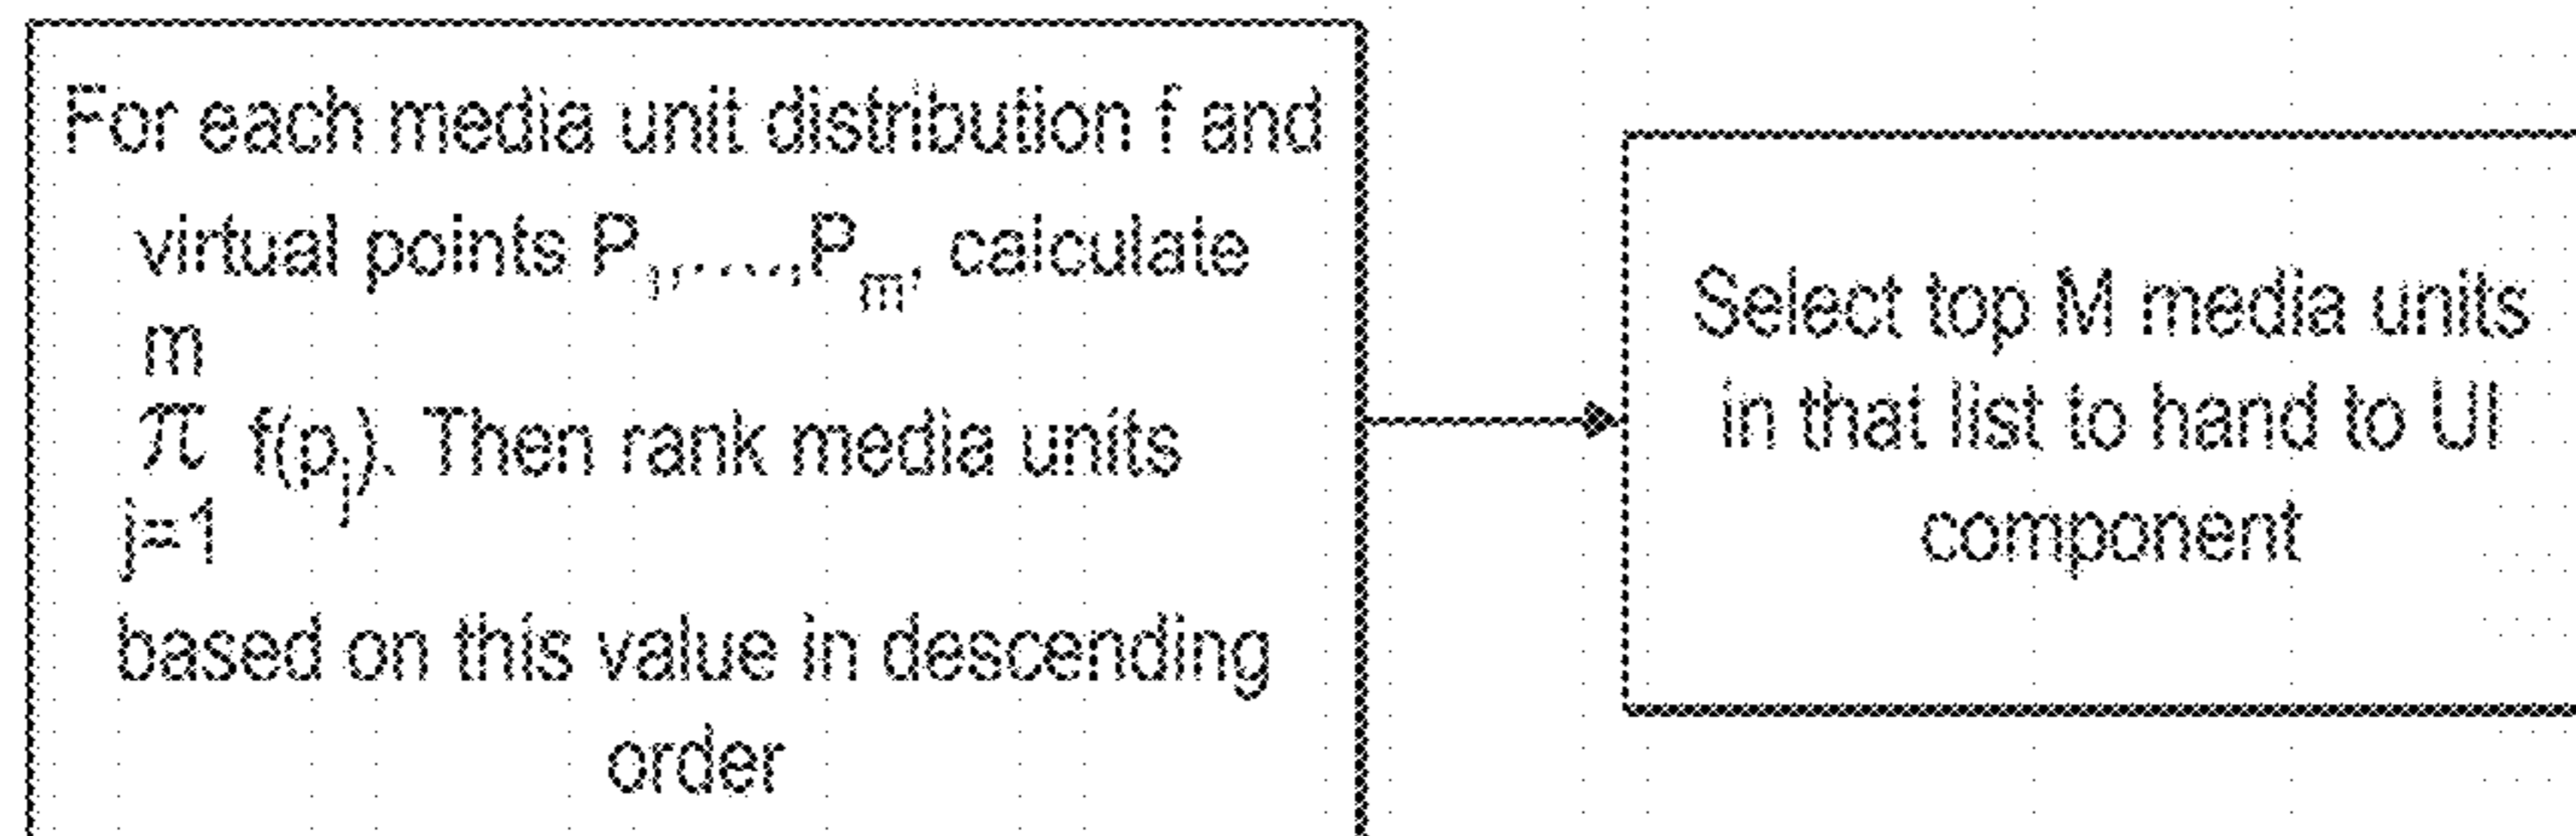 For each media unit distribution f and
virtual points P₁,....,Pₘ, calculate
m
π f(pⱼ). Then rank media units
j=1
based on this value in descending
order
Select top M media units
in that list to hand to UI
component